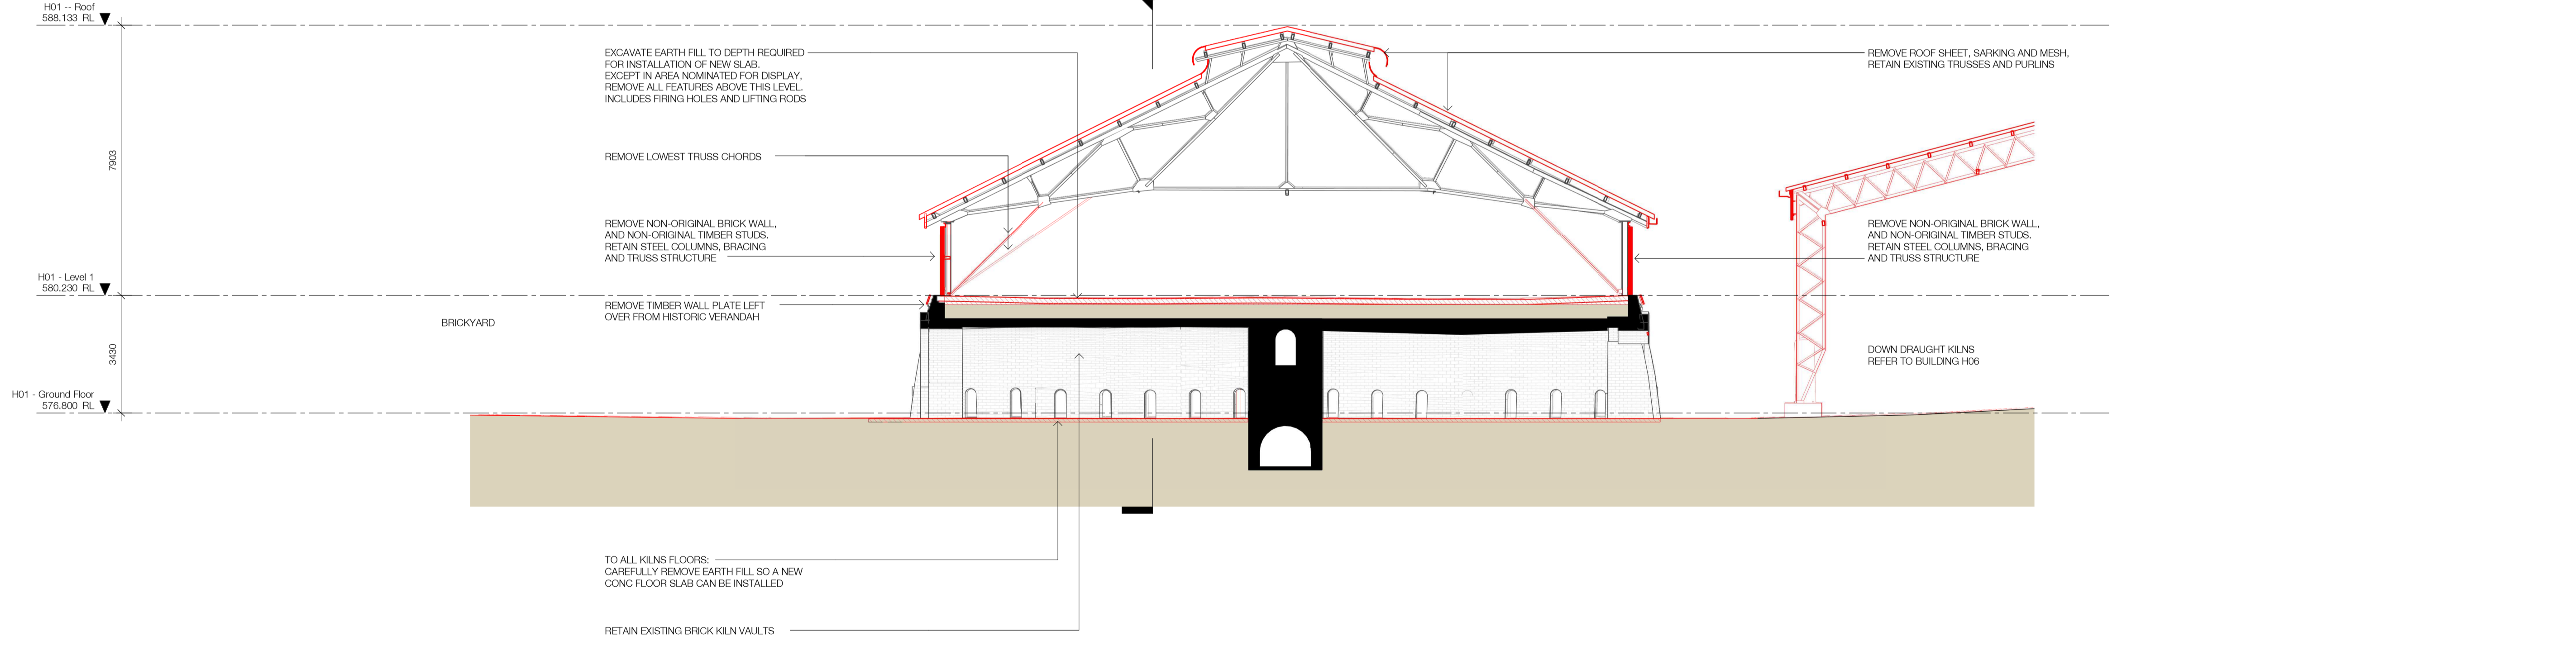 H01 -- Roof
588.133 RL
7903
H01 - Level 1
580.230 RL
3430
H01 - Ground Floor
576.800 RL
BRICKYARD
EXCAVATE EARTH FILL TO DEPTH REQUIRED
FOR INSTALLATION OF NEW SLAB.
EXCEPT IN AREA NOMINATED FOR DISPLAY,
REMOVE ALL FEATURES ABOVE THIS LEVEL.
INCLUDES FIRING HOLES AND LIFTING RODS
REMOVE LOWEST TRUSS CHORDS
REMOVE NON-ORIGINAL BRICK WALL,
AND NON-ORIGINAL TIMBER STUDS.
RETAIN STEEL COLUMNS, BRACING
AND TRUSS STRUCTURE
REMOVE TIMBER WALL PLATE LEFT
OVER FROM HISTORIC VERANDAH
TO ALL KILNS FLOORS:
CAREFULLY REMOVE EARTH FILL SO A NEW
CONC FLOOR SLAB CAN BE INSTALLED
RETAIN EXISTING BRICK KILN VAULTS
REMOVE ROOF SHEET, SARKING AND MESH,
RETAIN EXISTING TRUSSES AND PURLINS
REMOVE NON-ORIGINAL BRICK WALL,
AND NON-ORIGINAL TIMBER STUDS.
RETAIN STEEL COLUMNS, BRACING
AND TRUSS STRUCTURE
DOWN DRAUGHT KILNS
REFER TO BUILDING H06